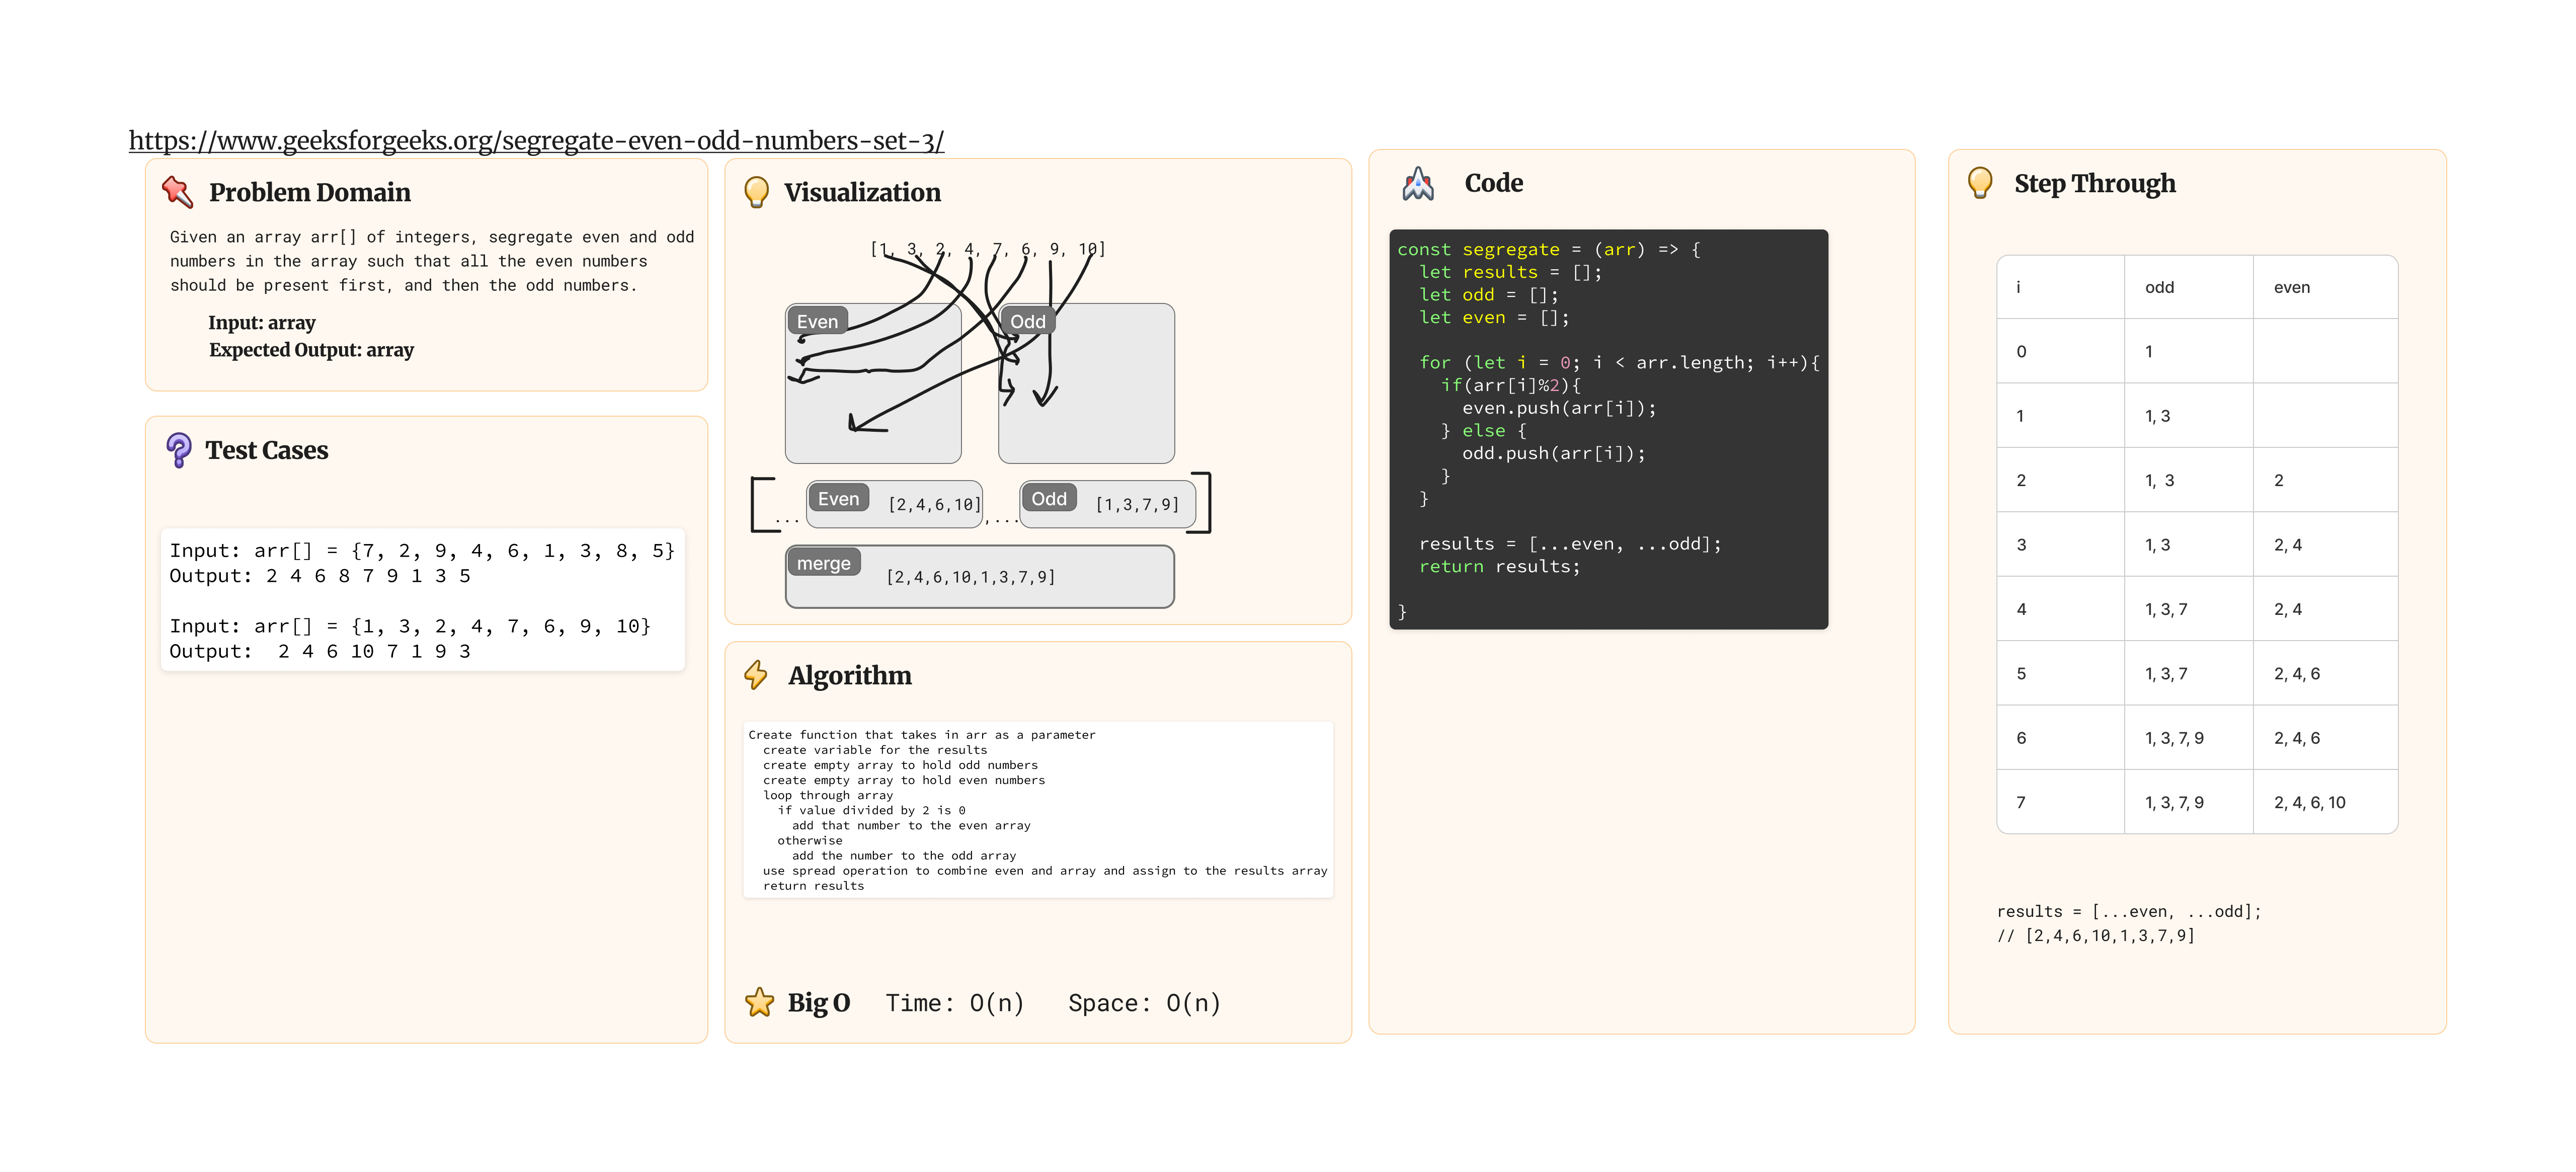 https://www.geeksforgeeks.org/segregate-even-odd-numbers-set-3/
Problem Domain
Given an array arr[] of integers, segregate even and odd
numbers in the array such that all the even numbers
should be present first, and then the odd numbers.
Input: array
Expected Output: array
Test Cases
Input: arr[] = {7, 2, 9, 4, 6, 1, 3, 8, 5}
Output: 2 4 6 8 7 9 1 3 5
Input: arr[] = {1, 3, 2, 4, 7, 6, 9, 10}
Output:  2 4 6 10 7 1 9 3
Visualization
[1, 3, 2, 4, 7, 6, 9, 10]
Even
Odd
... Even [2,4,6,10] ,... Odd [1,3,7,9]
merge
[2,4,6,10,1,3,7,9]
Algorithm
Create function that takes in arr as a parameter
  create variable for the results
  create empty array to hold odd numbers
  create empty array to hold even numbers
  loop through array
    if value divided by 2 is 0
      add that number to the even array
    otherwise
      add the number to the odd array
  use spread operation to combine even and array and assign to the results array
  return results
Big O Time: O(n) Space: O(n)
Code
const segregate = (arr) => {
  let results = [];
  let odd = [];
  let even = [];
  for (let i = 0; i < arr.length; i++){
    if(arr[i]%2){
      even.push(arr[i]);
    } else {
      odd.push(arr[i]);
    }
  }
  results = [...even, ...odd];
  return results;
}
Step Through
i odd even
0 1
1 1, 3
2 1, 3 2
3 1, 3 2, 4
4 1, 3, 7 2, 4
5 1, 3, 7 2, 4, 6
6 1, 3, 7, 9 2, 4, 6
7 1, 3, 7, 9 2, 4, 6, 10
results = [...even, ...odd];
// [2,4,6,10,1,3,7,9]